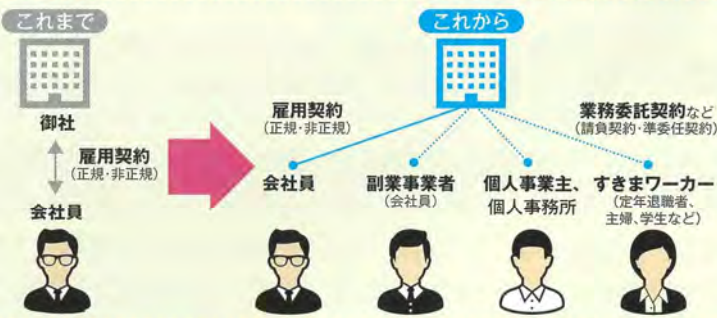 これまで
御社
雇用契約
(正規・非正規)
会社員
これから
雇用契約
(正規・非正規)
業務委託契約など
(請負契約・準委任契約)
会社員
副業事業者
(会社員)
個人事業主、
個人事務所
すきまワーカー
(定年退職者、
主婦、学生など)